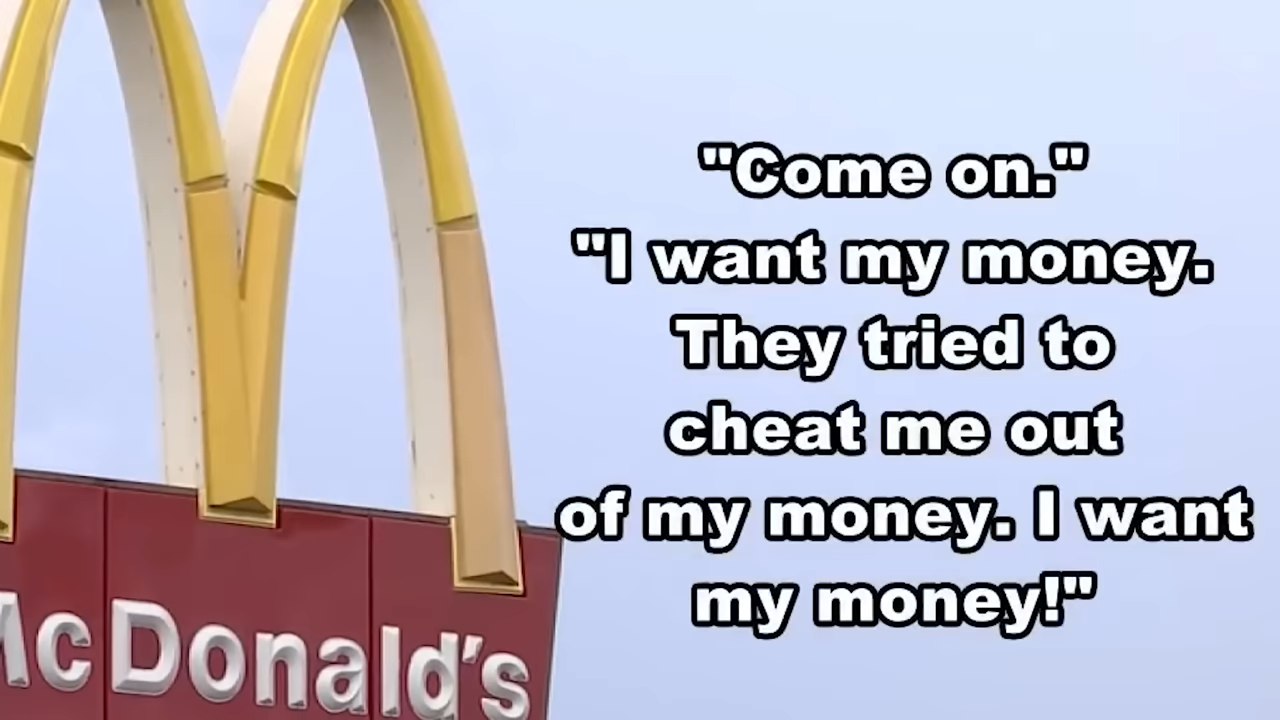 "Come on."
"I want my money.
They tried to
cheat me out
of my money. I want
my money!"
McDonald's